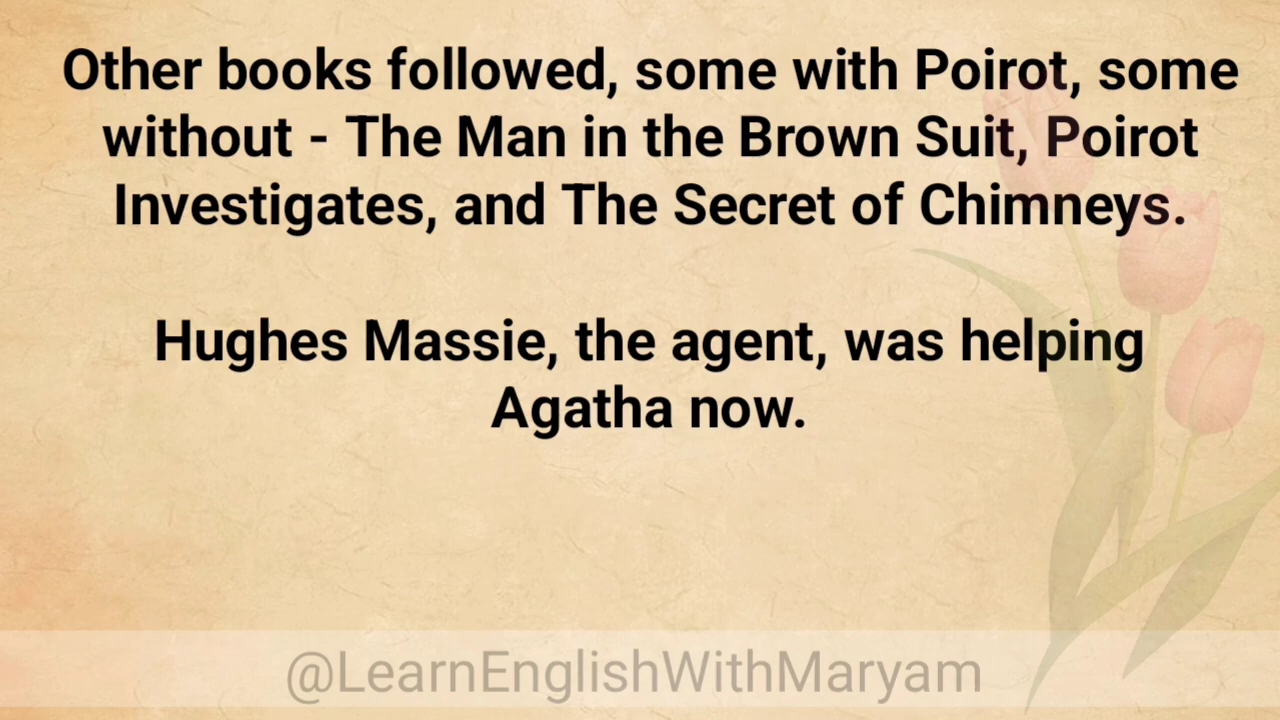 Other books followed, some with Poirot, some
without - The Man in the Brown Suit, Poirot
Investigates, and The Secret of Chimneys.
Hughes Massie, the agent, was helping
Agatha now.
@LearnEnglishWithMaryam